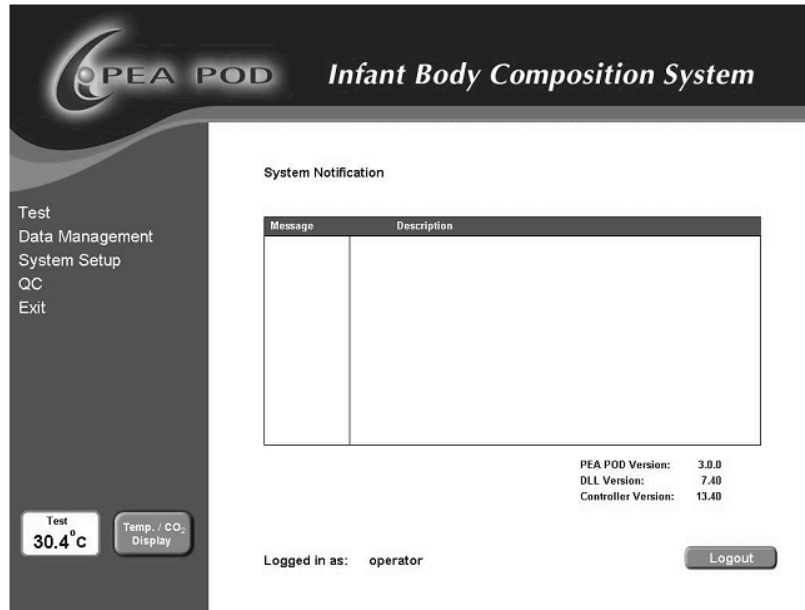 PEA POD Infant Body Composition System
System Notification
Test
Data Management
System Setup
QC
Exit
Message Description
PEA POD Version: 3.0.0
DLL Version: 7.40
Controller Version: 13.40
Test
30.4°C
Temp. / CO₂
Display
Logged in as: operator
Logout